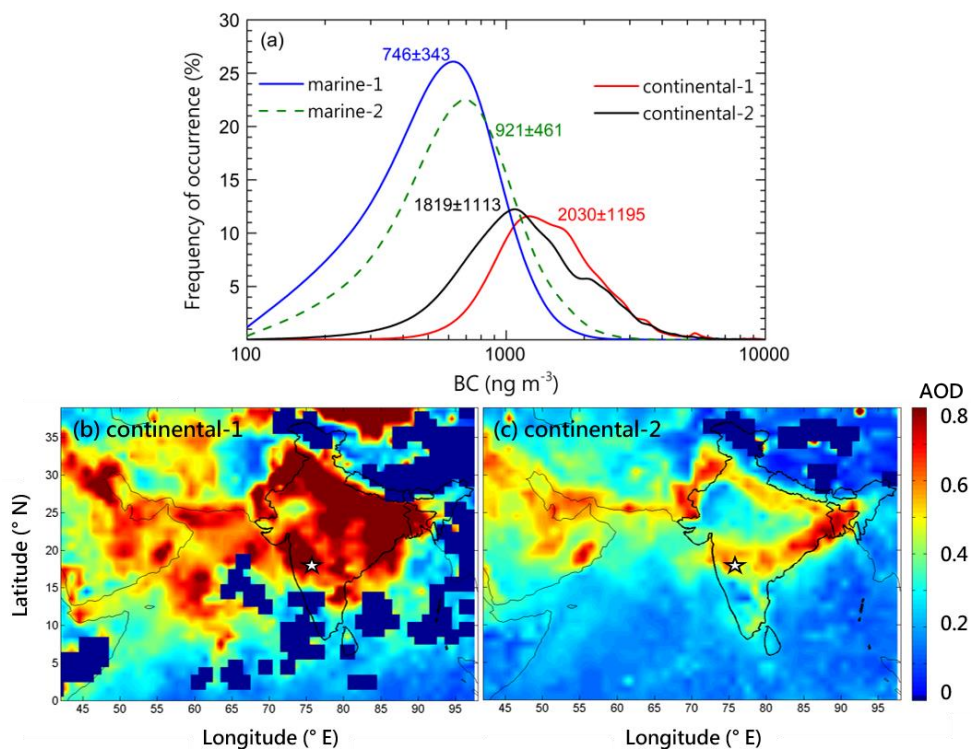 (a)
30
25
20
15
10
5
Frequency of occurrence (%)
746±343
marine-1
marine-2
921±461
continental-1
continental-2
1819±1113
2030±1195
100
1000
10000
BC (ng m⁻³)
(b) continental-1
(c) continental-2
AOD
0.8
0.6
0.4
0.2
0
Latitude (° N)
35
30
25
20
15
10
5
0
45 50 55 60 65 70 75 80 85 90 95
45 50 55 60 65 70 75 80 85 90 95
Longitude (° E)
Longitude (° E)